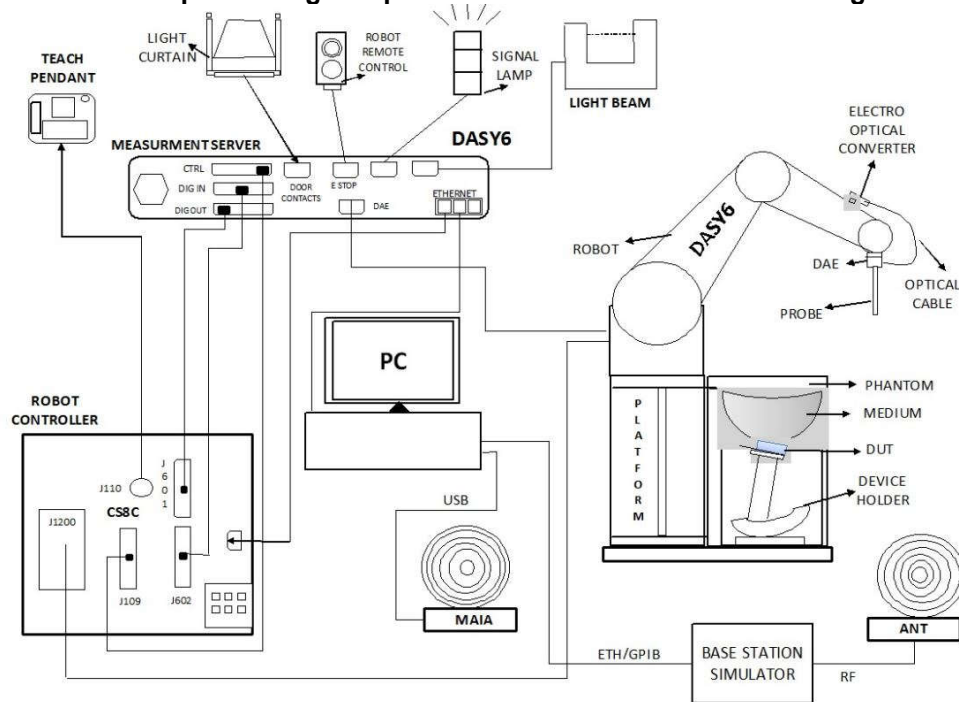 LIGHT
CURTAIN
ROBOT
REMOTE
CONTROL
SIGNAL
LAMP
LIGHT BEAM
TEACH
PENDANT
ELECTRO
OPTICAL
CONVERTER
MEASURMENT SERVER
DASY6
CTRL
DIG IN
DIG OUT
DOOR
CONTACTS
E STOP
DAE
ETHERNET
ROBOT
DASY6
DAE
OPTICAL
CABLE
PROBE
PC
PLATFORM
PHANTOM
MEDIUM
DUT
DEVICE
HOLDER
ROBOT
CONTROLLER
J110
J601
CS8C
J1200
J109
J602
USB
MAIA
ANT
ETH/GPIB
BASE STATION
SIMULATOR
RF